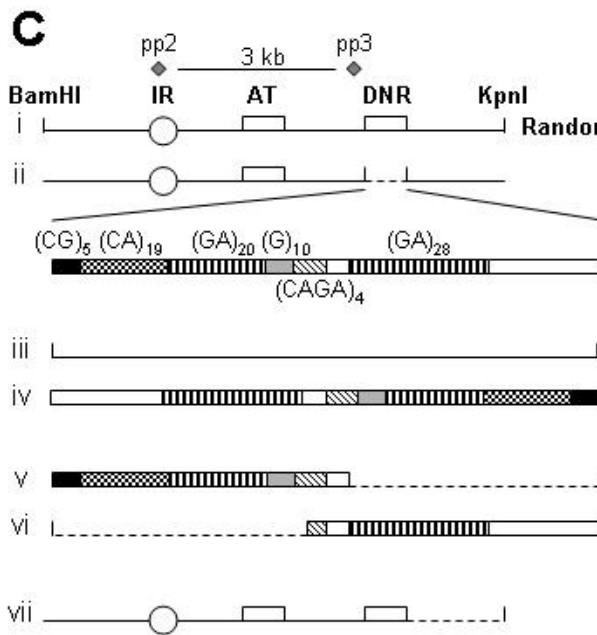 C
pp2 pp3
3 kb
BamHI IR AT DNR KpnI
i Random
ii
(CG)5 (CA)19 (GA)20 (G)10 (GA)28
(CAGA)4
iii
iv
v
vi
vii